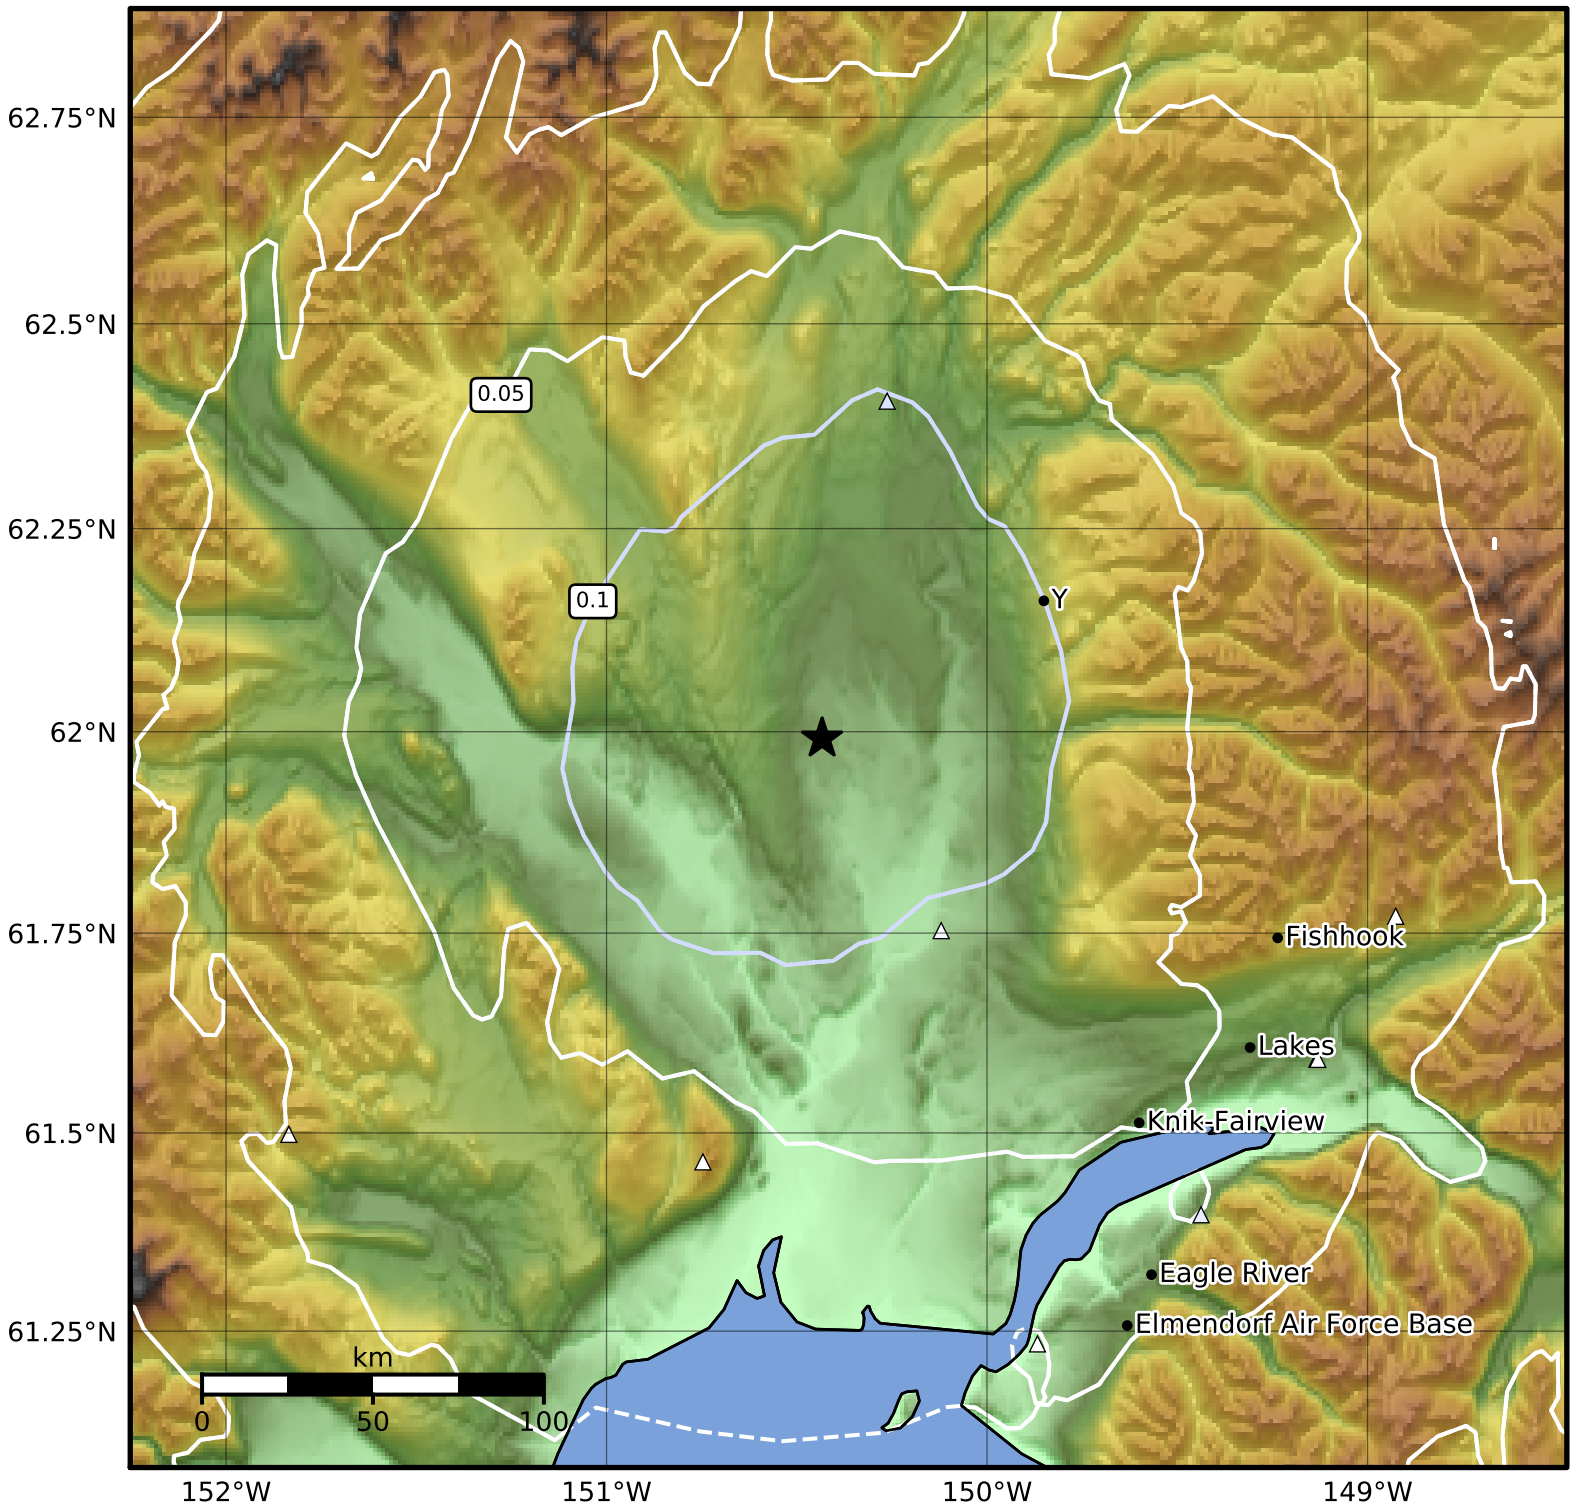 62.75°N
62.5°N
0.05
62.25°N
0.1
Y
62°N
61.75°N
Fishhook
Lakes
61.5°N
Knik-Fairview
Eagle River
61.25°N
Elmendorf Air Force Base
km
0 50 100
152°W 151°W 150°W 149°W